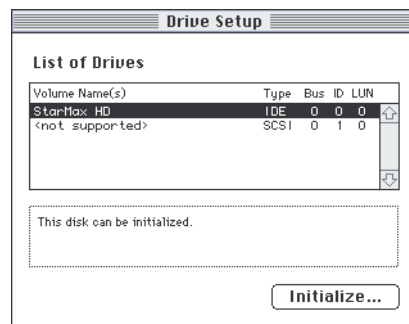 Drive Setup
List of Drives
Volume Name(s) Type Bus ID LUN
StarMax HD IDE 0 0 0
<not supported> SCSI 0 1 0
This disk can be initialized.
Initialize...